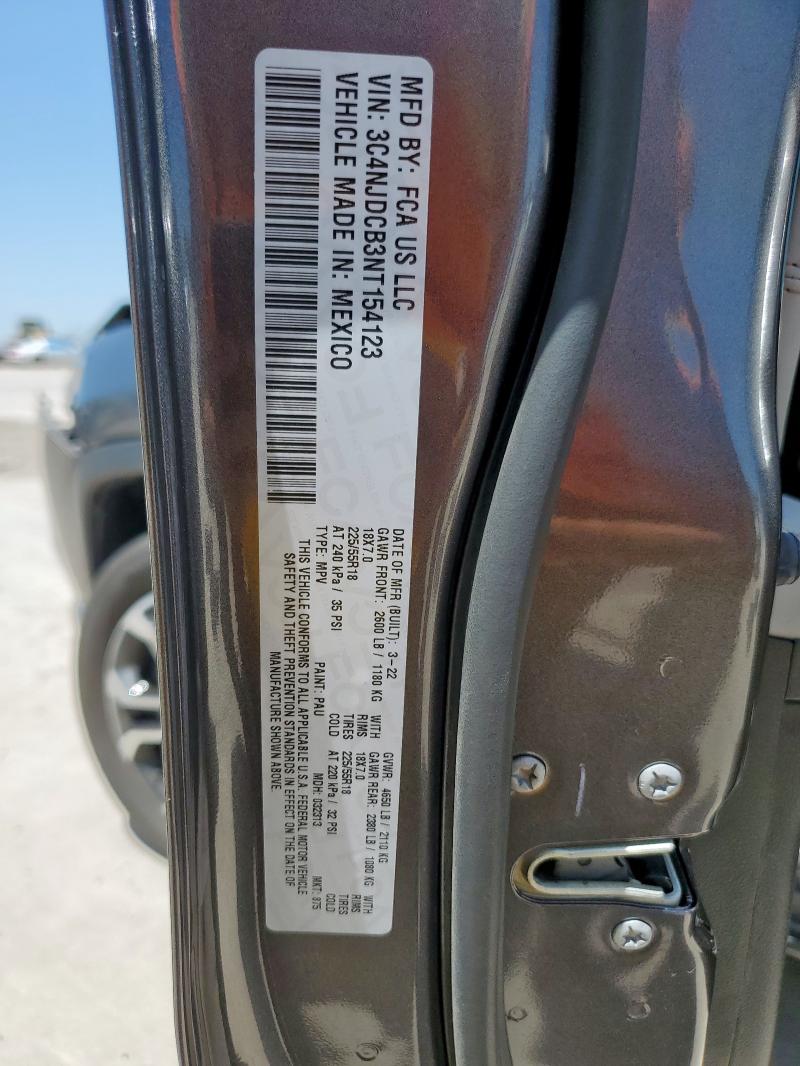 MFD BY: FCA US LLC
VIN: 3C4NJDCB3NT154123
VEHICLE MADE IN: MEXICO
DATE OF MFR (BUILT): 3-22 GVWR: 4650 LB / 2110 KG
GAWR FRONT: 2600 LB / 1180 KG WITH GAWR REAR: 2380 LB / 1080 KG WITH
18X7.0 RIMS 18X7.0 RIMS
225/55R18 TIRES 225/55R18 TIRES
AT 240 kPa / 35 PSI COLD AT 220 kPa / 32 PSI COLD
TYPE: MPV PAINT: PAU MDH: 032313 MKT: 875
THIS VEHICLE CONFORMS TO ALL APPLICABLE U.S.A. FEDERAL MOTOR VEHICLE
SAFETY AND THEFT PREVENTION STANDARDS IN EFFECT ON THE DATE OF
MANUFACTURE SHOWN ABOVE.